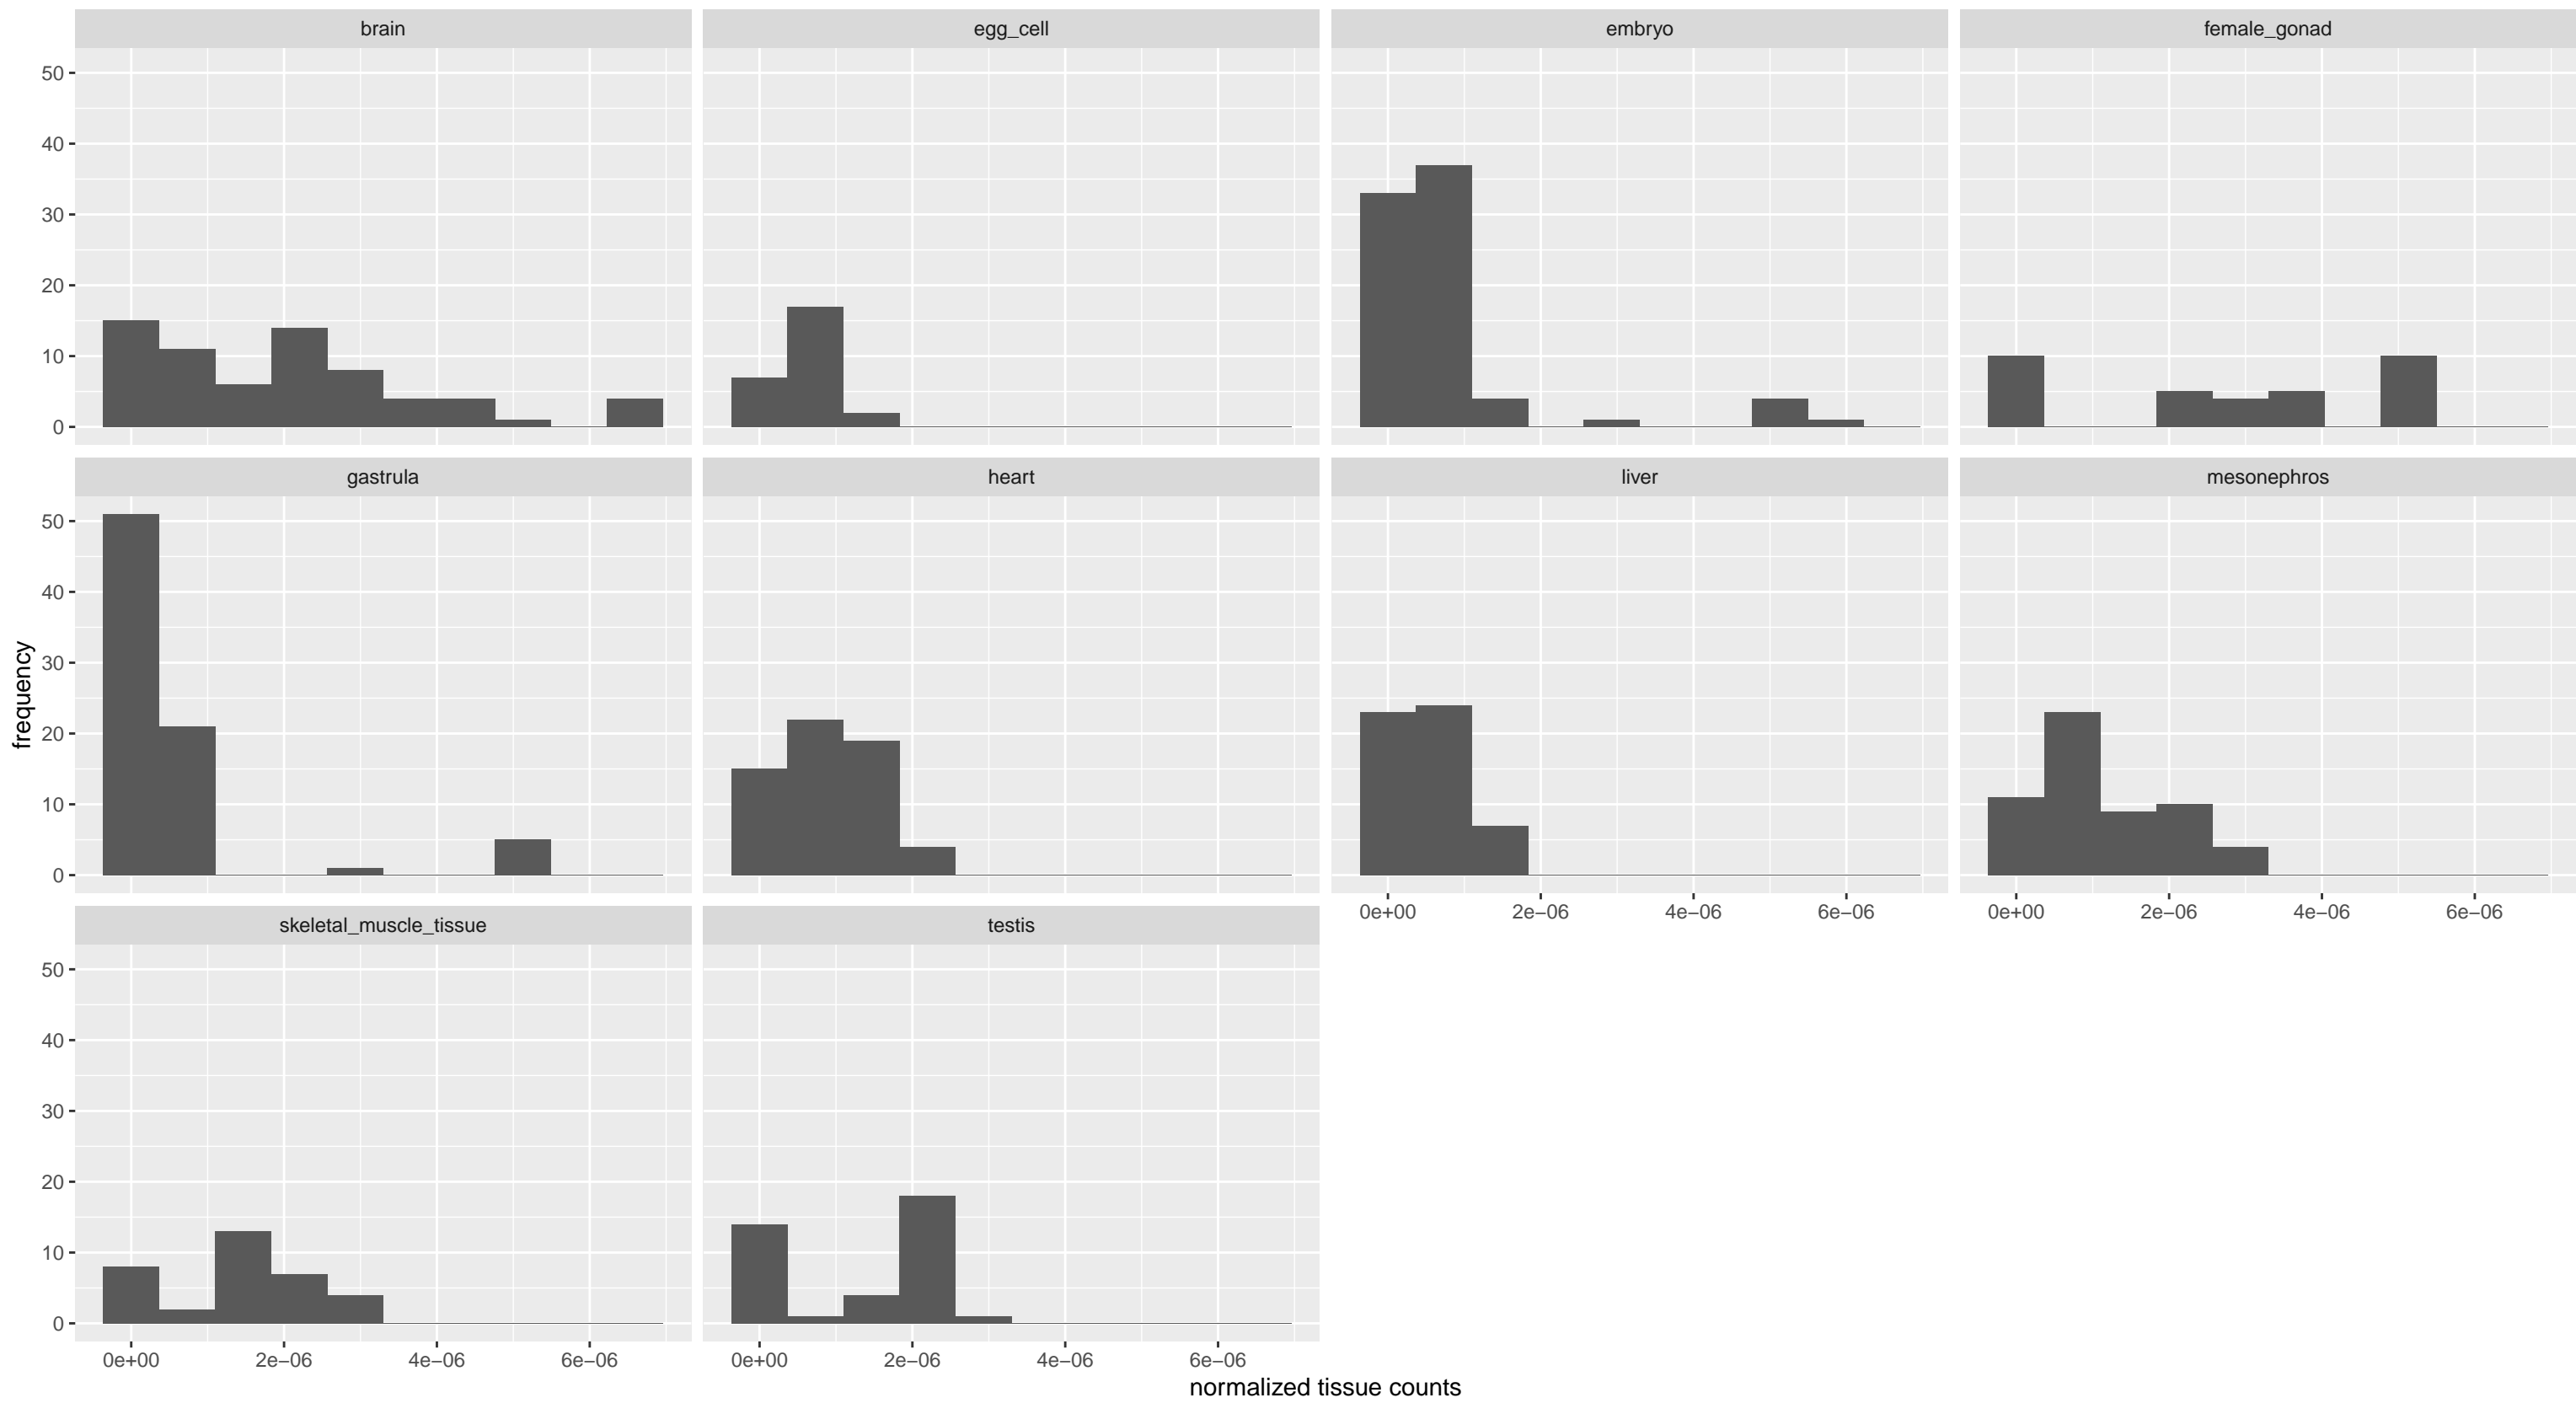 brain
egg_cell
embryo
female_gonad
50
40
30
20
10
0
gastrula
heart
liver
mesonephros
50
40
30
20
10
0
frequency
0e+00 2e−06 4e−06 6e−06
0e+00 2e−06 4e−06 6e−06
skeletal_muscle_tissue
testis
50
40
30
20
10
0
0e+00 2e−06 4e−06 6e−06
0e+00 2e−06 4e−06 6e−06
normalized tissue counts